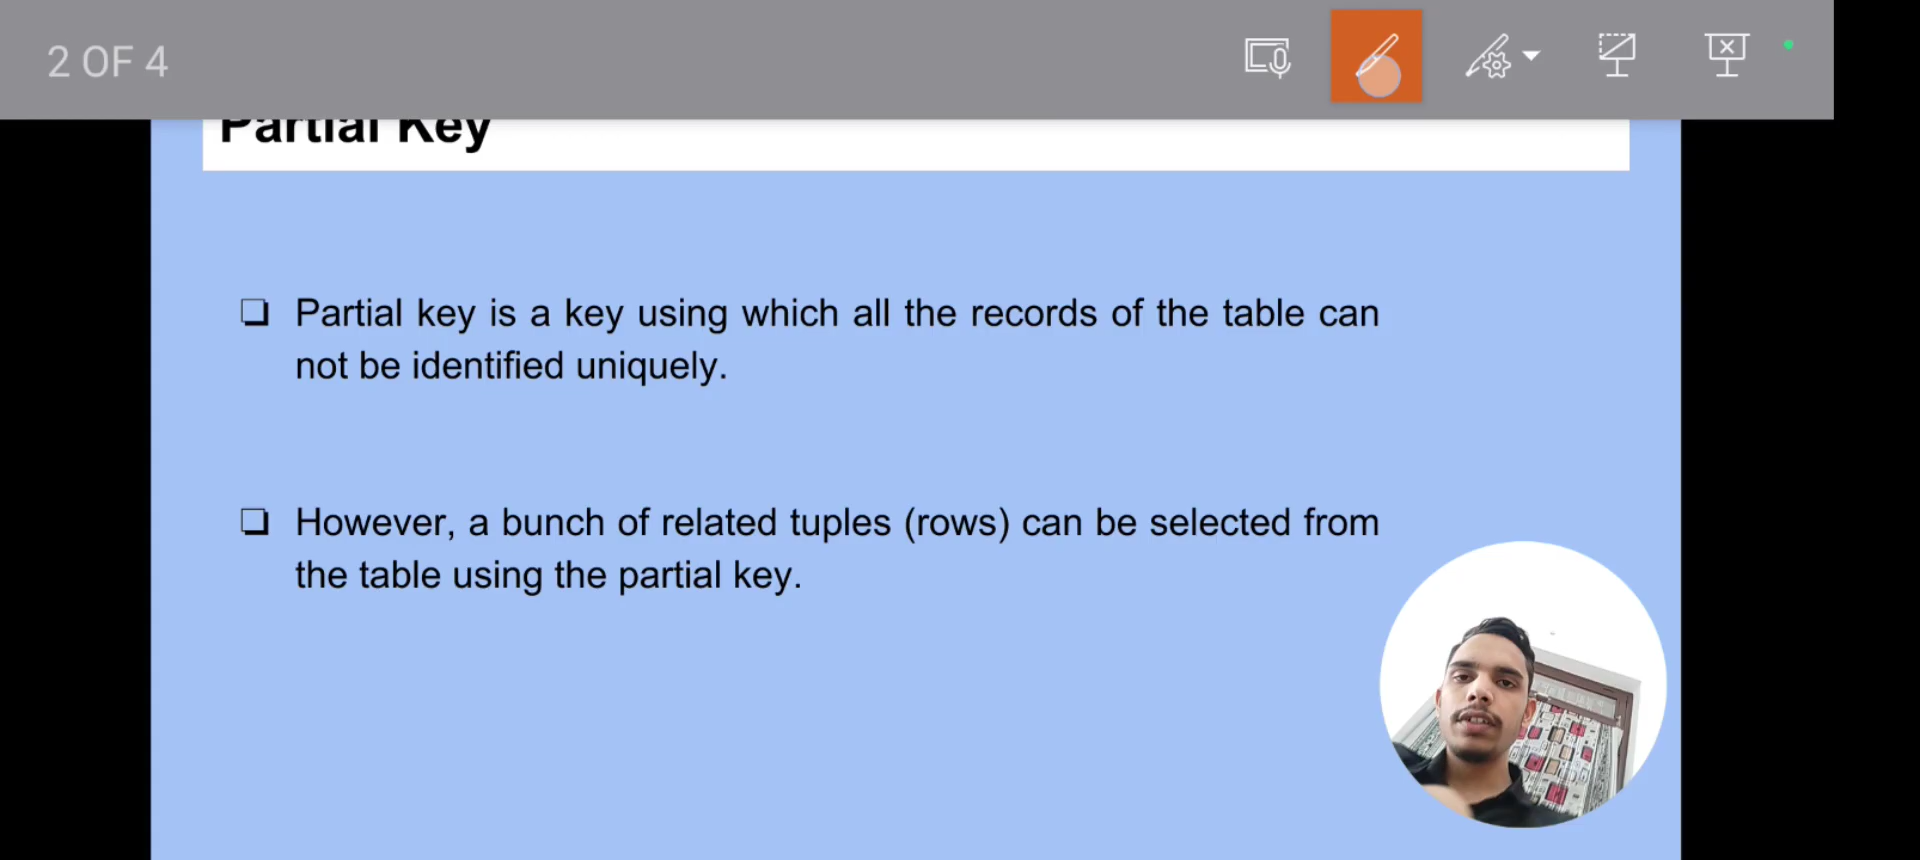 2 OF 4
Partial Key
❑ Partial key is a key using which all the records of the table can
not be identified uniquely.
❑ However, a bunch of related tuples (rows) can be selected from
the table using the partial key.